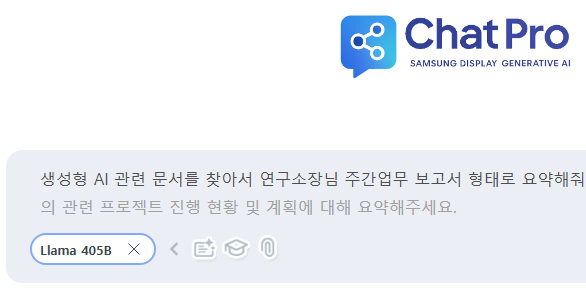 Chat Pro
SAMSUNG DISPLAY GENERATIVE AI
생성형 AI 관련 문서를 찾아서 연구소장님 주간업무 보고서 형태로 요약해줘
의 관련 프로젝트 진행 현황 및 계획에 대해 요약해주세요.
Llama 405B